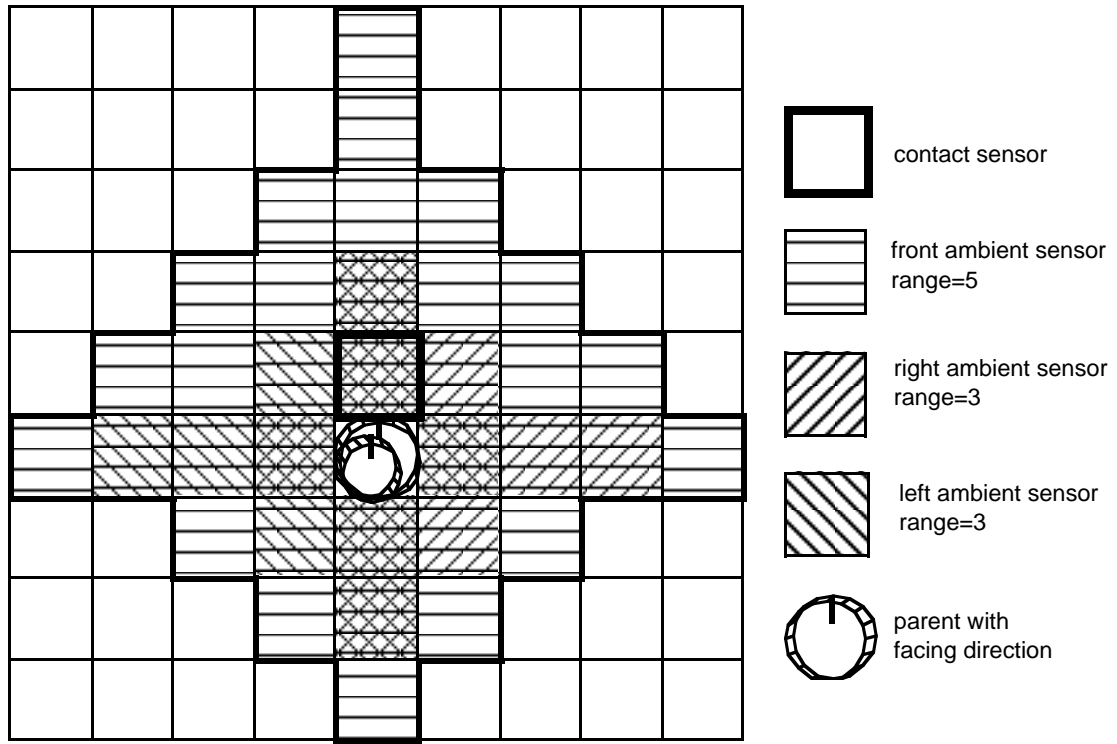 contact sensor
front ambient sensor
range=5
right ambient sensor
range=3
left ambient sensor
range=3
parent with
facing direction